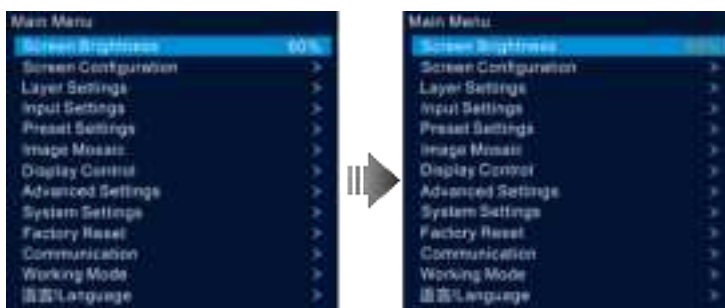 Main Menu
Screen Brightness 60%
Screen Configuration >
Layer Settings >
Input Settings >
Preset Settings >
Image Mosaic >
Display Control >
Advanced Settings >
System Settings >
Factory Reset >
Communication >
Working Mode >
语言/Language >
Main Menu
Screen Brightness
Screen Configuration >
Layer Settings >
Input Settings >
Preset Settings >
Image Mosaic >
Display Control >
Advanced Settings >
System Settings >
Factory Reset >
Communication >
Working Mode >
语言/Language >